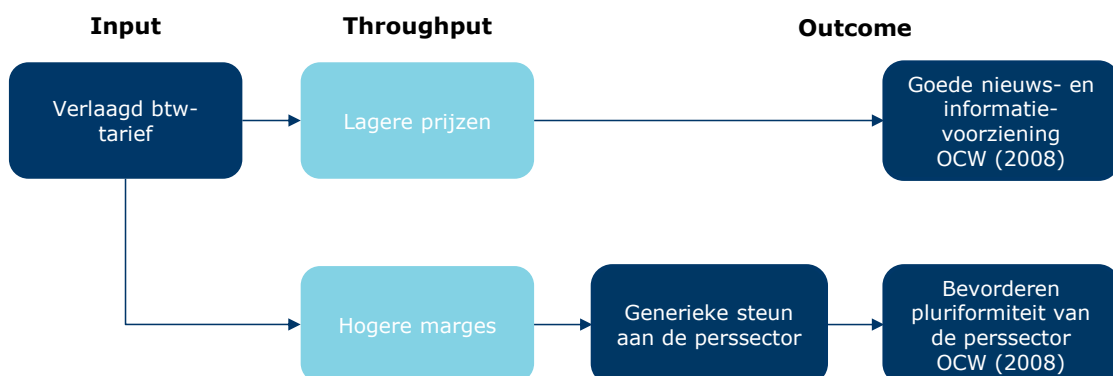 Input
Throughput
Outcome
Verlaagd btw-
tarief
Lagere prijzen
Goede nieuws- en
informatie-
voorziening
OCW (2008)
Hogere marges
Generieke steun
aan de perssector
Bevorderen
pluriformiteit van
de perssector
OCW (2008)